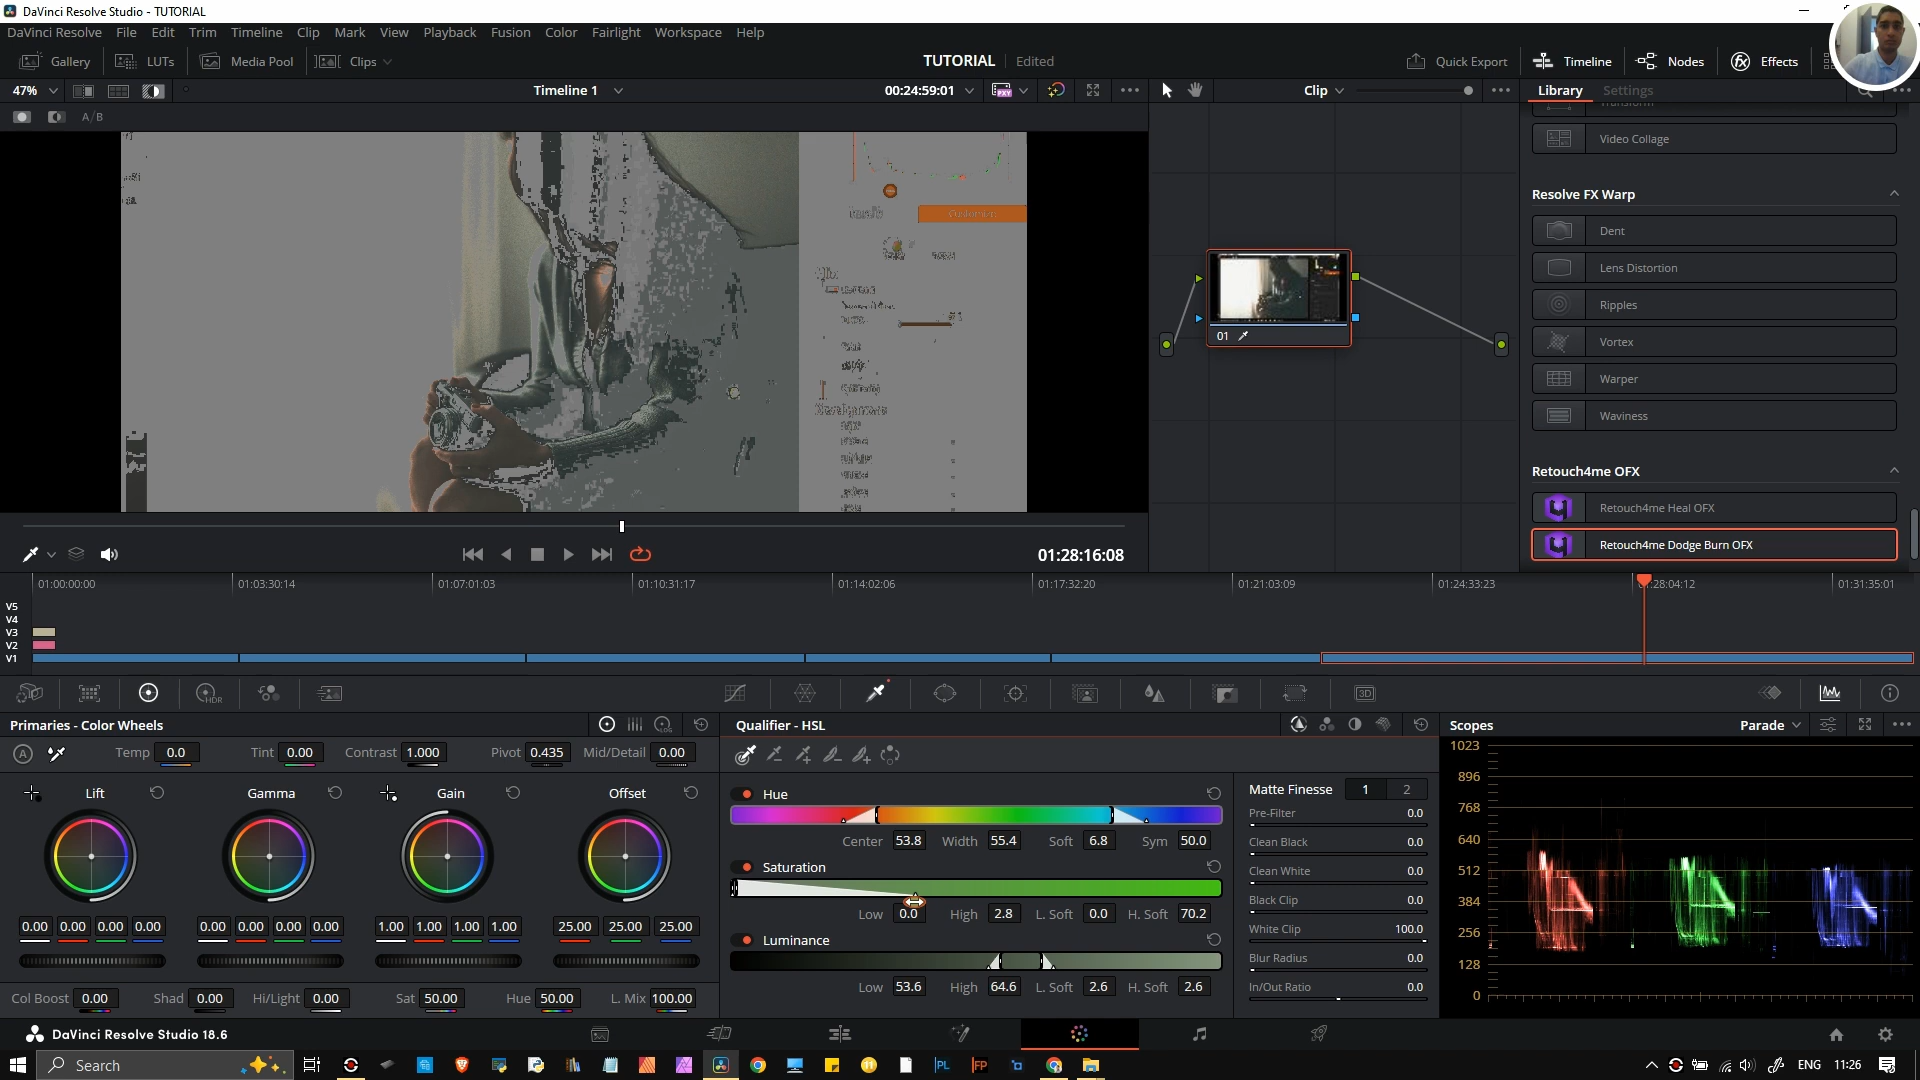 DaVinci Resolve Studio - TUTORIAL
DaVinci Resolve File Edit Trim Timeline Clip Mark View Playback Fusion Color Fairlight Workspace Help
Gallery LUTs Media Pool Clips TUTORIAL Edited Quick Export Timeline Nodes Effects
47% Timeline 1 00:24:59:01 Clip Library Settings
A/B
Transform
Video Collage
Resolve FX Warp
Dent
Lens Distortion
Ripples
Vortex
Warper
Waviness
Retouch4me OFX
Retouch4me Heal OFX
Retouch4me Dodge Burn OFX
Customize
01
01:28:16:08
01:00:00:00 01:03:30:14 01:07:01:03 01:10:31:17 01:14:02:06 01:17:32:20 01:21:03:09 01:24:33:23 01:28:04:12 01:31:35:01
V5
V4
V3
V2
V1
HDR
3D
Primaries - Color Wheels
LOG
Qualifier - HSL
Scopes Parade
A Temp 0.0 Tint 0.00 Contrast 1.000 Pivot 0.435 Mid/Detail 0.00
Lift Gamma Gain Offset
0.00 0.00 0.00 0.00 0.00 0.00 0.00 0.00 1.00 1.00 1.00 1.00 25.00 25.00 25.00
Col Boost 0.00 Shad 0.00 Hi/Light 0.00 Sat 50.00 Hue 50.00 L. Mix 100.00
Hue
Center 53.8 Width 55.4 Soft 6.8 Sym 50.0
Saturation
Low 0.0 High 2.8 L. Soft 0.0 H. Soft 70.2
Luminance
Low 53.6 High 64.6 L. Soft 2.6 H. Soft 2.6
Matte Finesse 1 2
Pre-Filter 0.0
Clean Black 0.0
Clean White 0.0
Black Clip 0.0
White Clip 100.0
Blur Radius 0.0
In/Out Ratio 0.0
1023
896
768
640
512
384
256
128
0
DaVinci Resolve Studio 18.6
Search
PL
FP
ENG 11:26